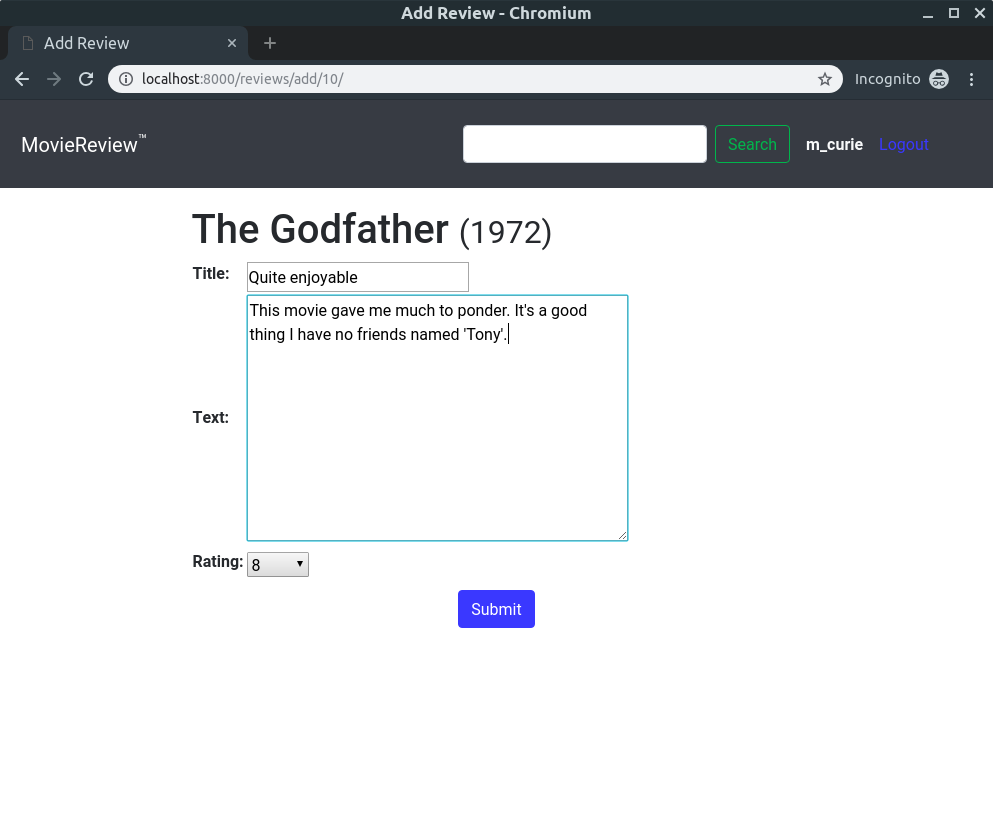 Add Review - Chromium
Add Review
localhost:8000/reviews/add/10/
Incognito
MovieReview™
Search
m_curie
Logout
The Godfather (1972)
Title:
Quite enjoyable
This movie gave me much to ponder. It's a good
thing I have no friends named 'Tony'.
Text:
Rating:
8
Submit